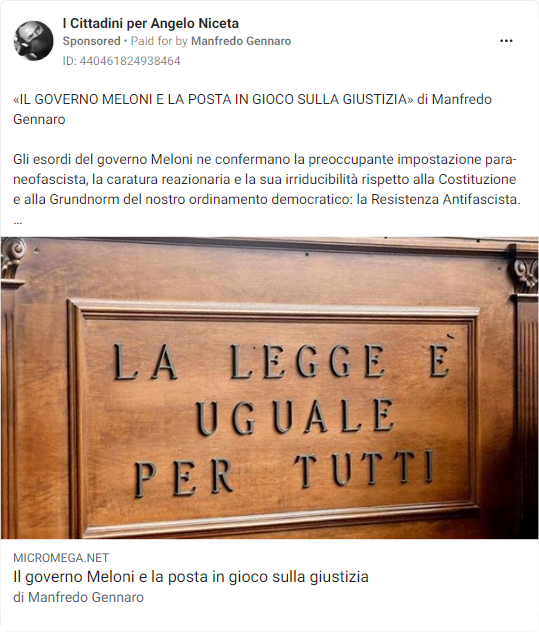 I Cittadini per Angelo Niceta
Sponsored • Paid for by Manfredo Gennaro
ID: 440461824938464
«IL GOVERNO MELONI E LA POSTA IN GIOCO SULLA GIUSTIZIA» di Manfredo
Gennaro
Gli esordi del governo Meloni ne confermano la preoccupante impostazione para-
neofascista, la caratura reazionaria e la sua irriducibilità rispetto alla Costituzione
e alla Grundnorm del nostro ordinamento democratico: la Resistenza Antifascista.
...
LA LEGGE È
UGUALE
PER TUTTI
MICROMEGA.NET
Il governo Meloni e la posta in gioco sulla giustizia
di Manfredo Gennaro